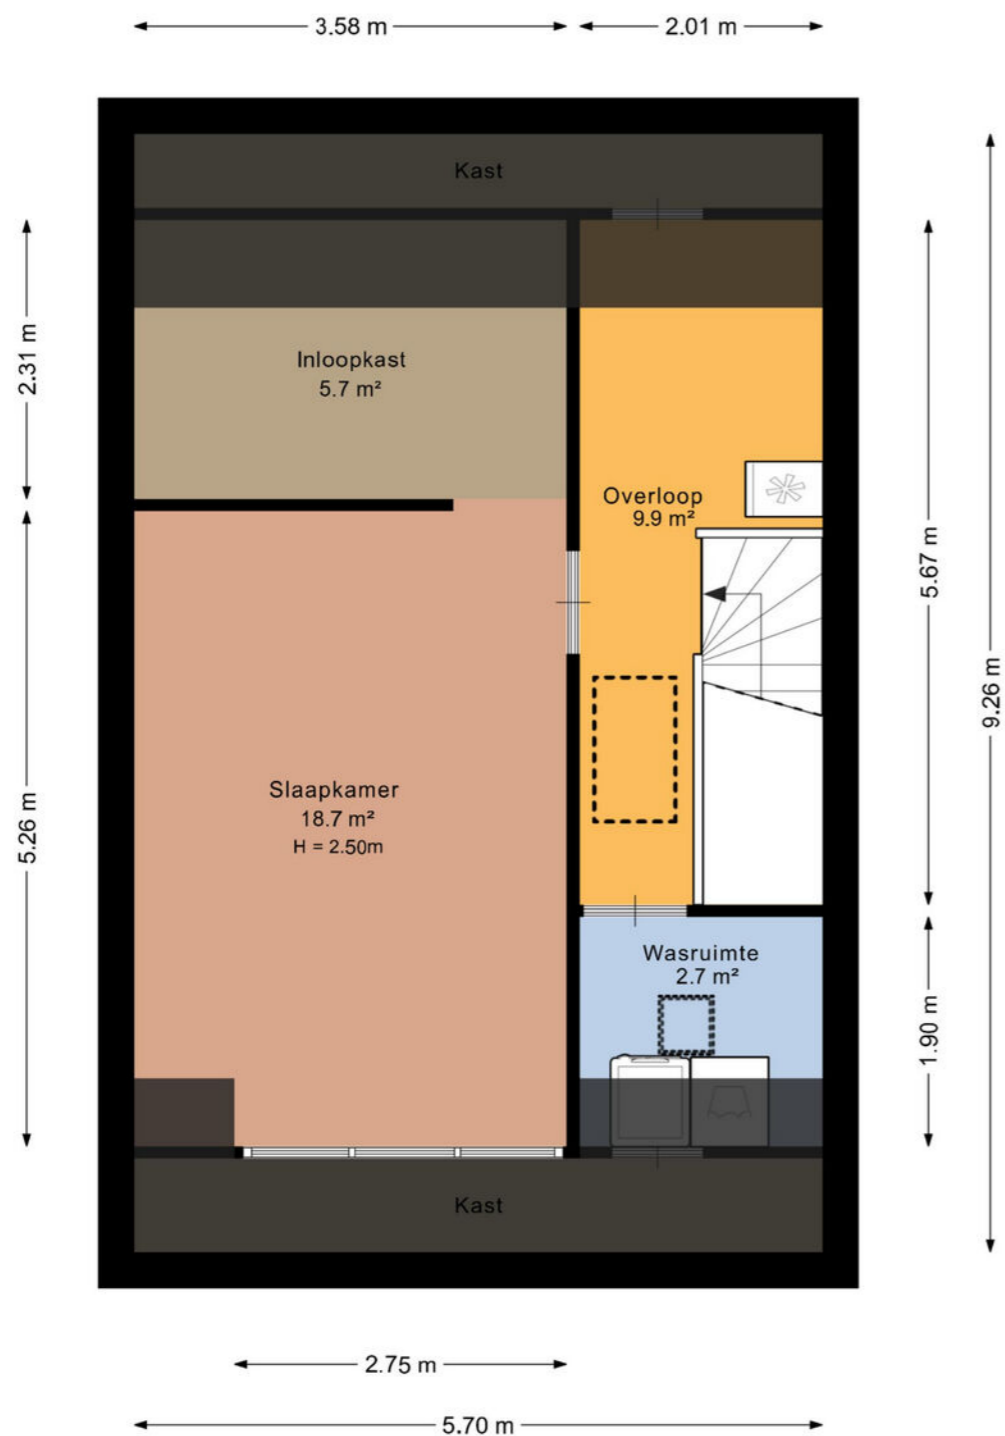 3.58 m
2.01 m
Kast
2.31 m
Inloopkast
5.7 m²
Overloop
9.9 m²
5.67 m
9.26 m
5.26 m
Slaapkamer
18.7 m²
H = 2.50m
Wasruimte
2.7 m²
1.90 m
Kast
2.75 m
5.70 m